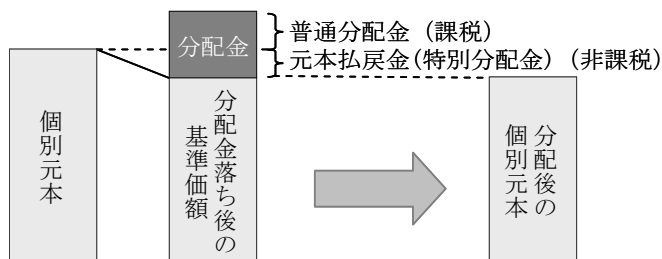 普通分配金（課税）
分配金
元本払戻金(特別分配金)（非課税）
個別元本
分配金落ち後の
基準価額
分配後の
個別元本